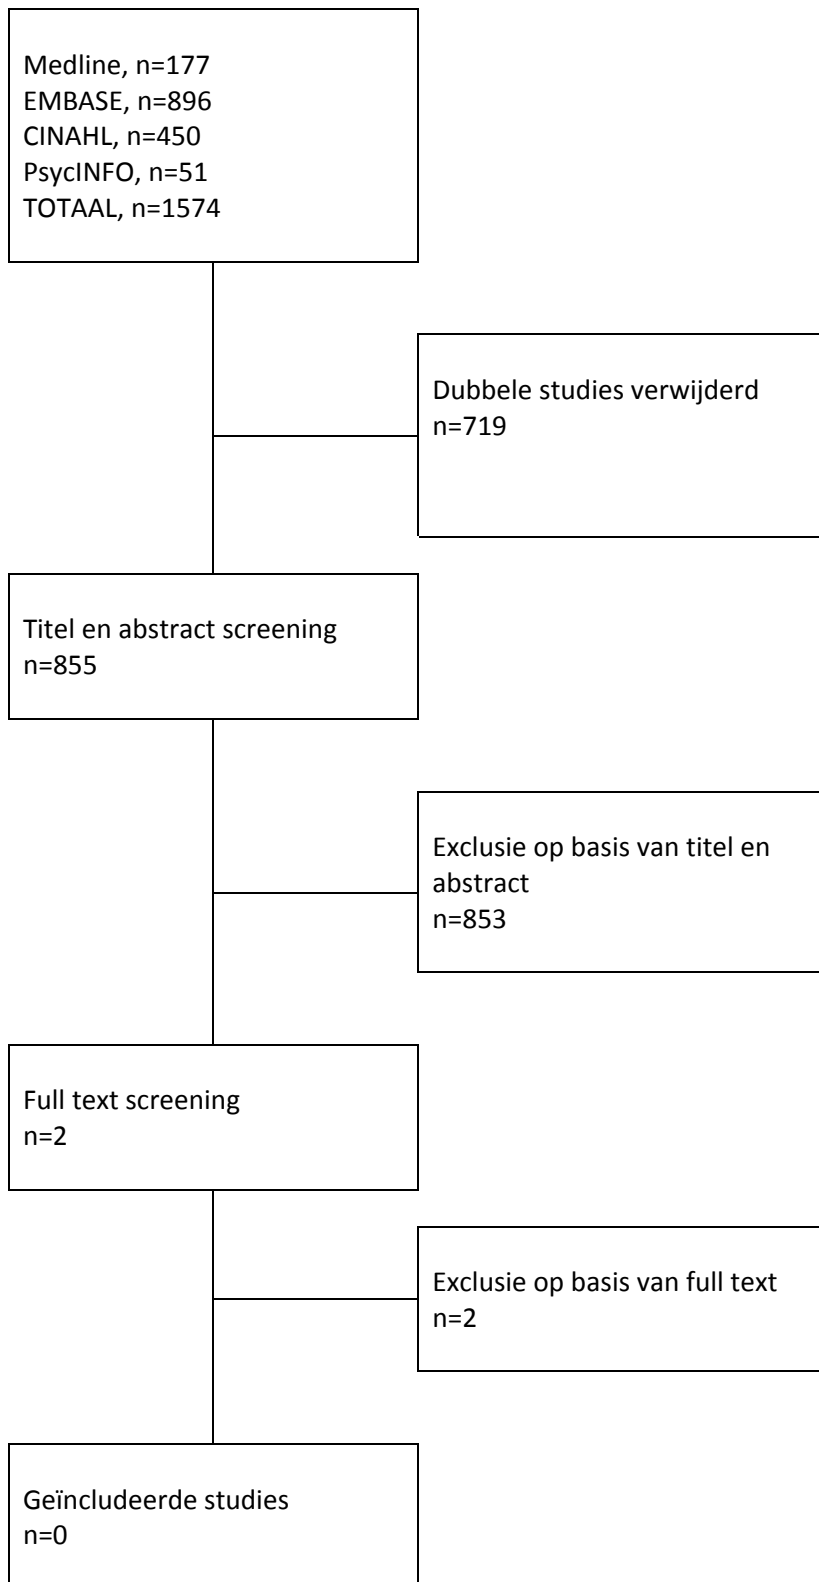 Medline, n=177
EMBASE, n=896
CINAHL, n=450
PsycINFO, n=51
TOTAAL, n=1574
Dubbele studies verwijderd
n=719
Titel en abstract screening
n=855
Exclusie op basis van titel en
abstract
n=853
Full text screening
n=2
Exclusie op basis van full text
n=2
Geïncludeerde studies
n=0